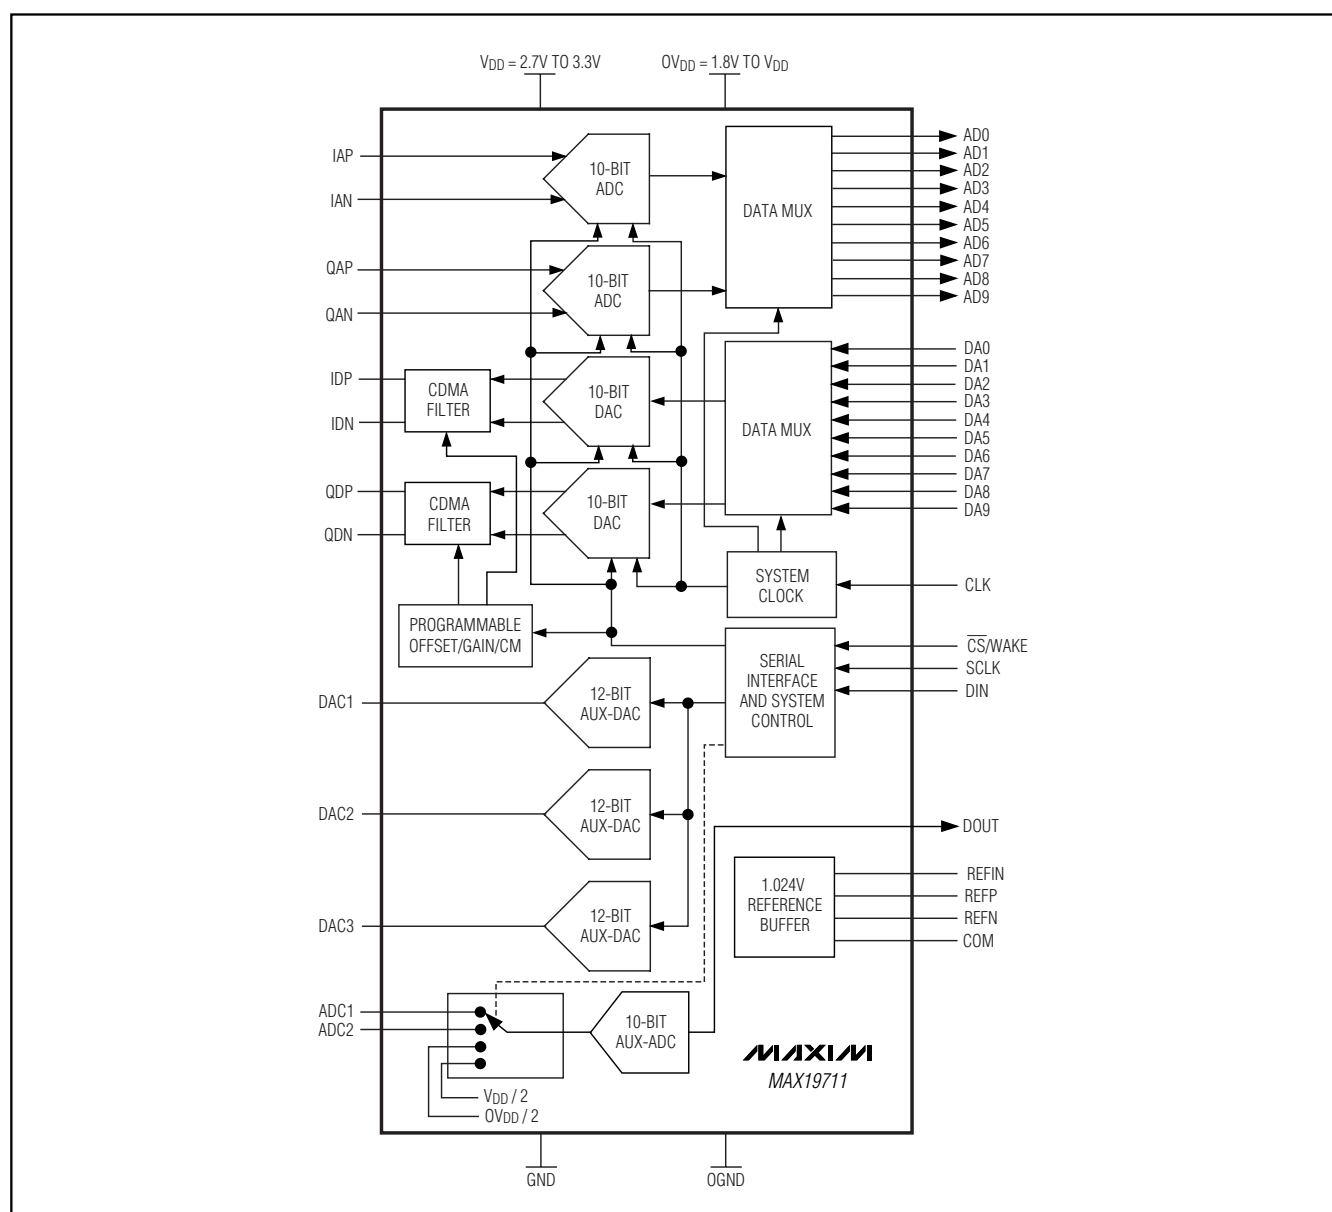 VDD = 2.7V TO 3.3V
OVDD = 1.8V TO VDD
IAP
IAN
QAP
QAN
IDP
IDN
QDP
QDN
10-BIT
ADC
10-BIT
ADC
10-BIT
DAC
10-BIT
DAC
CDMA
FILTER
CDMA
FILTER
PROGRAMMABLE
OFFSET/GAIN/CM
DATA MUX
DATA MUX
AD0
AD1
AD2
AD3
AD4
AD5
AD6
AD7
AD8
AD9
DA0
DA1
DA2
DA3
DA4
DA5
DA6
DA7
DA8
DA9
SYSTEM
CLOCK
CLK
SERIAL
INTERFACE
AND SYSTEM
CONTROL
CS/WAKE
SCLK
DIN
DAC1
12-BIT
AUX-DAC
DAC2
12-BIT
AUX-DAC
DAC3
12-BIT
AUX-DAC
DOUT
1.024V
REFERENCE
BUFFER
REFIN
REFP
REFN
COM
ADC1
ADC2
10-BIT
AUX-ADC
VDD / 2
OVDD / 2
MAXIM
MAX19711
GND
OGND